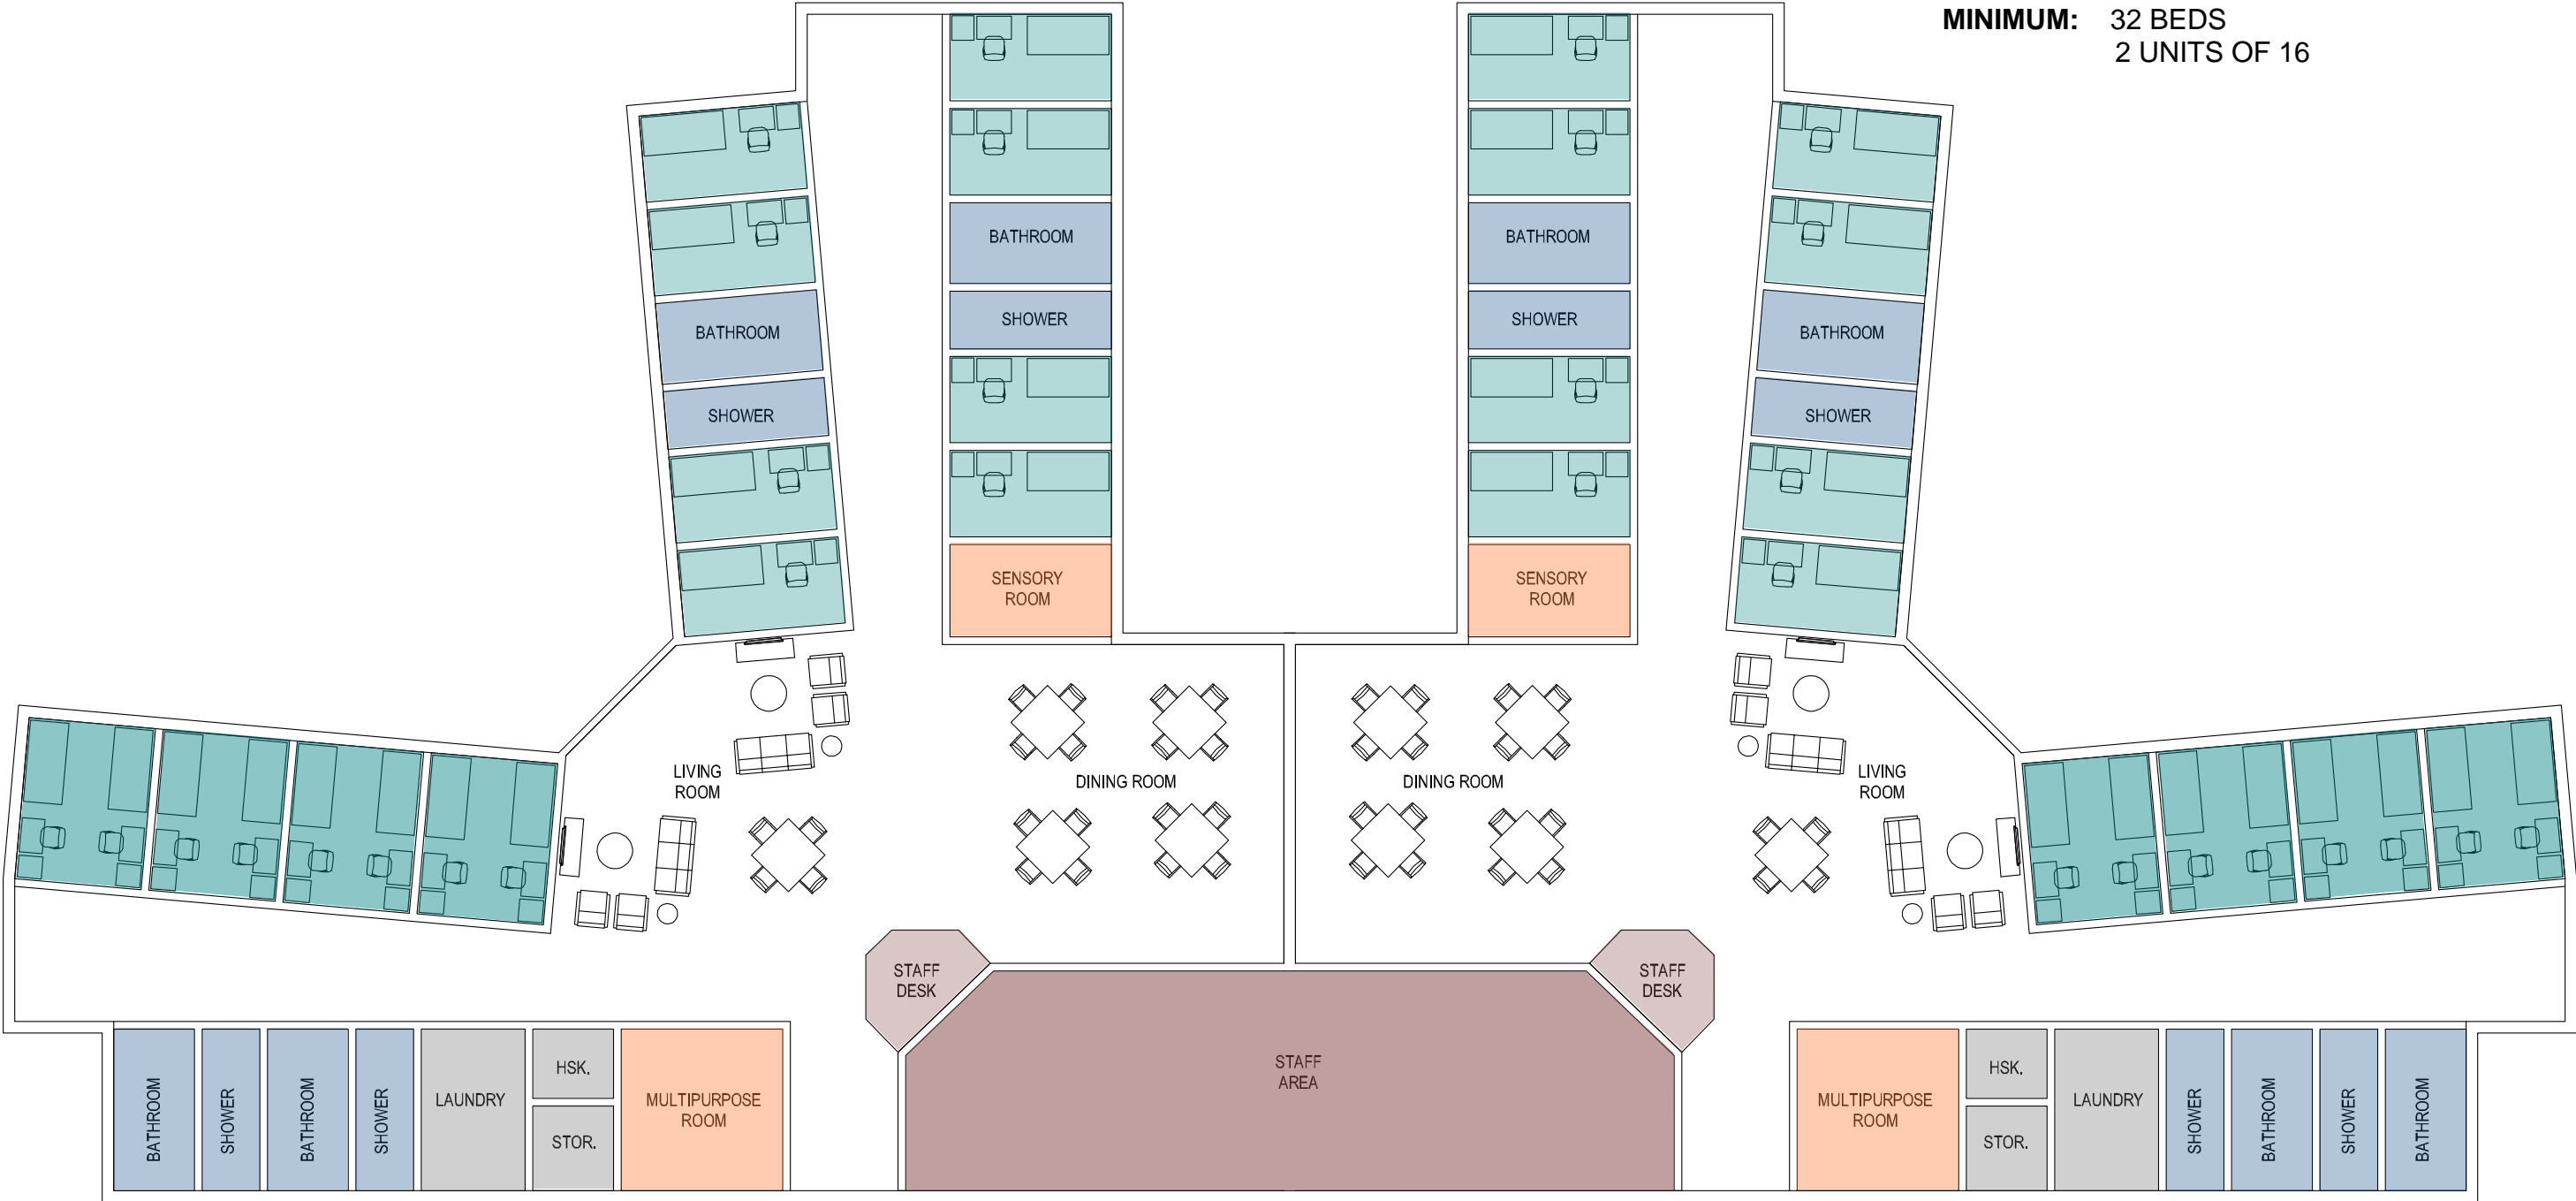 MINIMUM: 32 BEDS
2 UNITS OF 16
BATHROOM
BATHROOM
SHOWER
SHOWER
BATHROOM
BATHROOM
SHOWER
SHOWER
SENSORY
ROOM
SENSORY
ROOM
LIVING
ROOM
DINING ROOM
DINING ROOM
LIVING
ROOM
STAFF
DESK
STAFF
DESK
STAFF
AREA
BATHROOM
SHOWER
BATHROOM
SHOWER
LAUNDRY
HSK.
STOR.
MULTIPURPOSE
ROOM
MULTIPURPOSE
ROOM
HSK.
STOR.
LAUNDRY
SHOWER
BATHROOM
SHOWER
BATHROOM